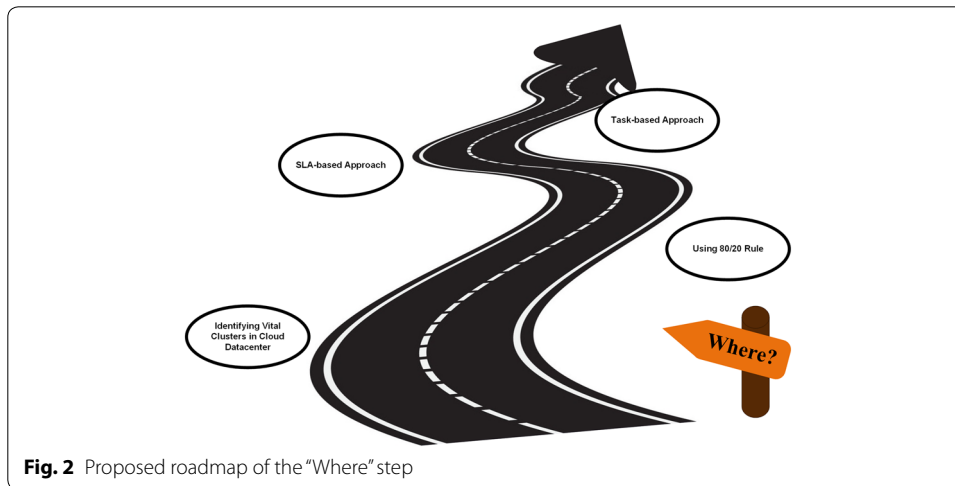 Task-based Approach
SLA-based Approach
Using 80/20 Rule
Identifying Vital
Clusters in Cloud
Datacenter
Where?
Fig. 2 Proposed roadmap of the “Where” step